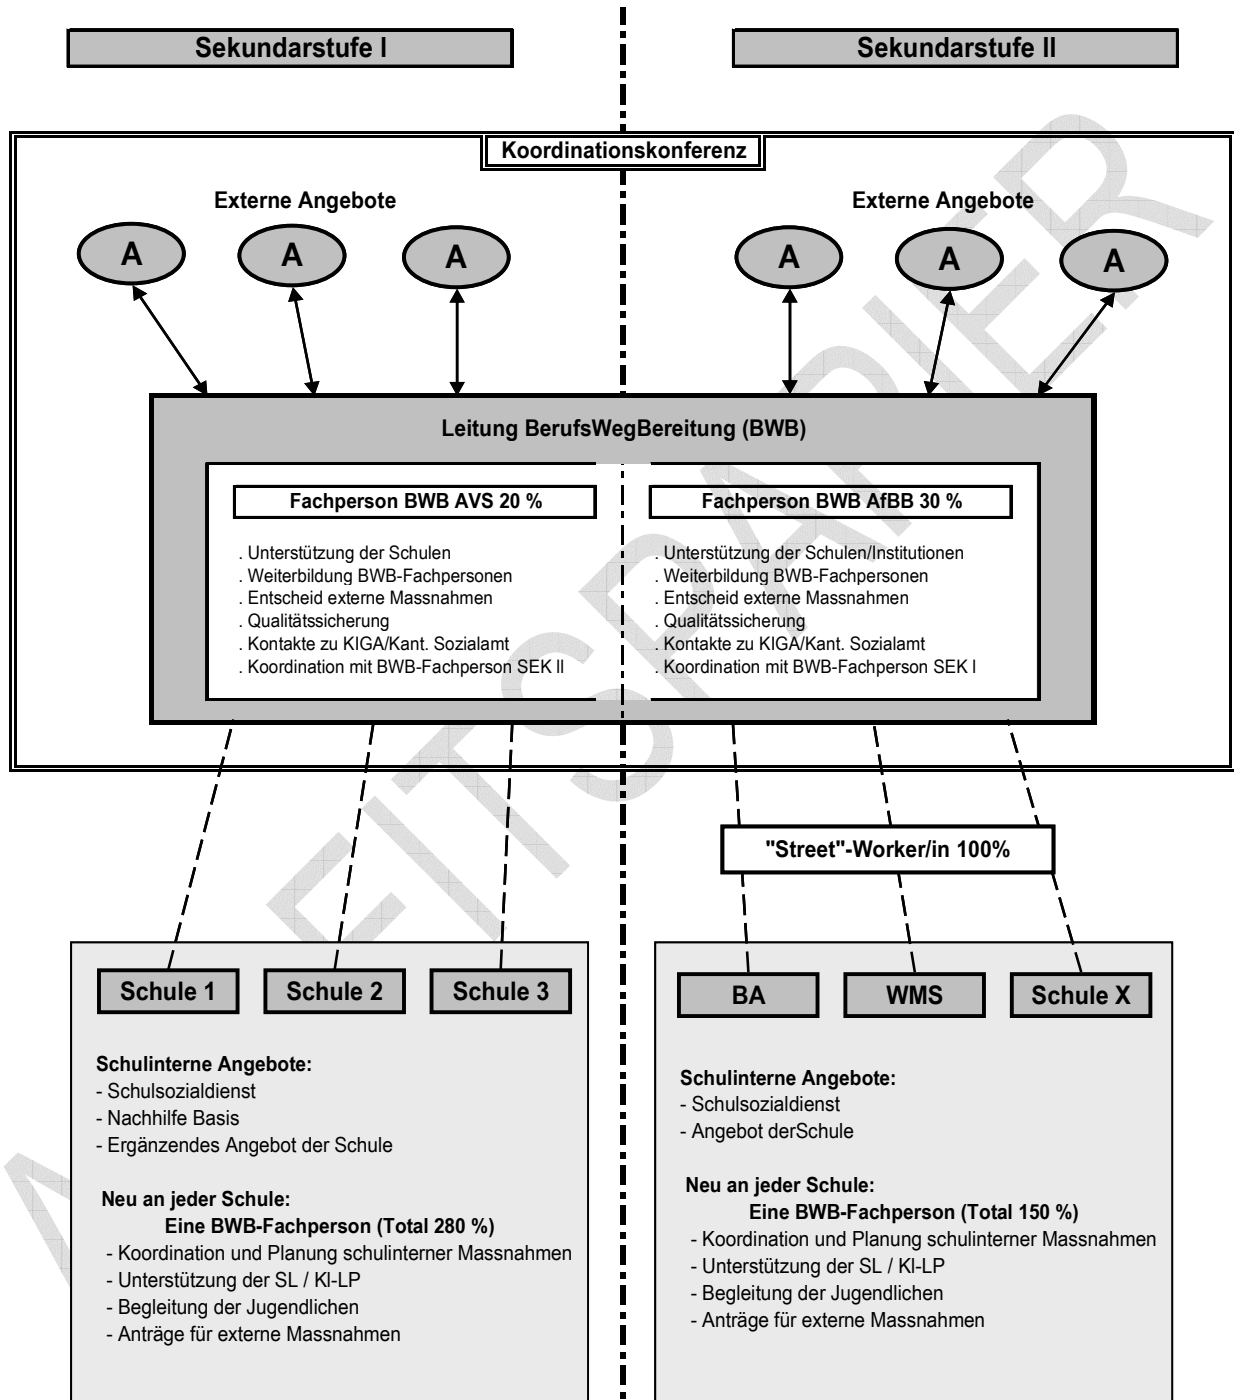 Sekundarstufe I
Sekundarstufe II
Koordinationskonferenz
Externe Angebote
Externe Angebote
A
A
A
A
A
A
Leitung BerufsWegBereitung (BWB)
Fachperson BWB AVS 20 %
. Unterstützung der Schulen
. Weiterbildung BWB-Fachpersonen
. Entscheid externe Massnahmen
. Qualitätssicherung
. Kontakte zu KIGA/Kant. Sozialamt
. Koordination mit BWB-Fachperson SEK II
Fachperson BWB AfBB 30 %
. Unterstützung der Schulen/Institutionen
. Weiterbildung BWB-Fachpersonen
. Entscheid externe Massnahmen
. Qualitätssicherung
. Kontakte zu KIGA/Kant. Sozialamt
. Koordination mit BWB-Fachperson SEK I
"Street"-Worker/in 100%
Schule 1
Schule 2
Schule 3
Schulinterne Angebote:
- Schulsozialdienst
- Nachhilfe Basis
- Ergänzendes Angebot der Schule
Neu an jeder Schule:
Eine BWB-Fachperson (Total 280 %)
- Koordination und Planung schulinterner Massnahmen
- Unterstützung der SL / Kl-LP
- Begleitung der Jugendlichen
- Anträge für externe Massnahmen
BA
WMS
Schule X
Schulinterne Angebote:
- Schulsozialdienst
- Angebot derSchule
Neu an jeder Schule:
Eine BWB-Fachperson (Total 150 %)
- Koordination und Planung schulinterner Massnahmen
- Unterstützung der SL / Kl-LP
- Begleitung der Jugendlichen
- Anträge für externe Massnahmen